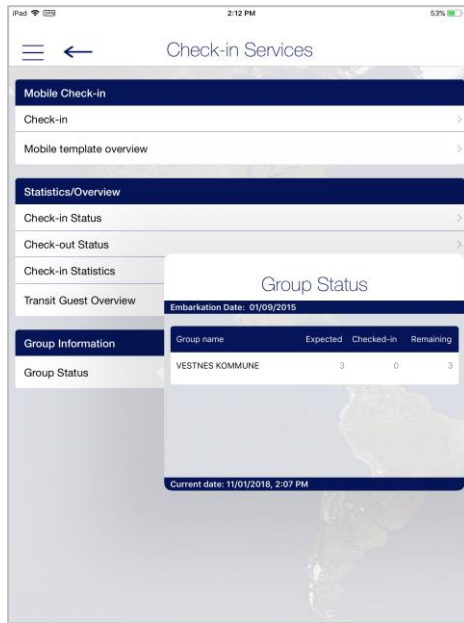 iPad
2:12 PM
53%
Check-in Services
Mobile Check-in
Check-in
Mobile template overview
Statistics/Overview
Check-in Status
Check-out Status
Check-in Statistics
Transit Guest Overview
Group Information
Group Status
Group Status
Embarkation Date: 01/09/2015
Group name Expected Checked-in Remaining
VESTNES KOMMUNE 3 0 3
Current date: 11/01/2018, 2:07 PM